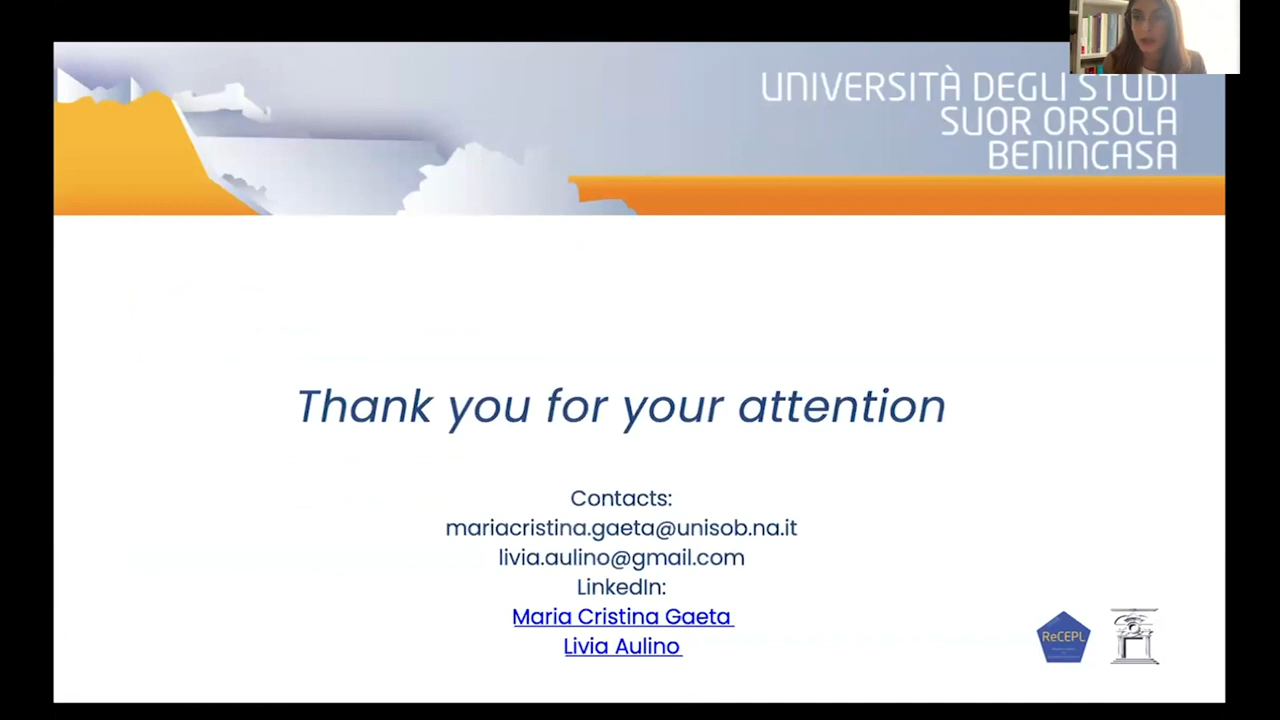 UNIVERSITÀ DEGLI STUDI
SUOR ORSOLA
BENINCASA
Thank you for your attention
Contacts:
mariacristina.gaeta@unisob.na.it
livia.aulino@gmail.com
LinkedIn:
Maria Cristina Gaeta
Livia Aulino
ReCEPL